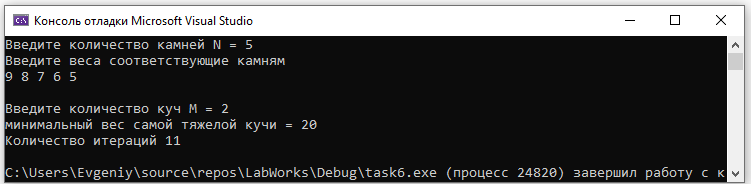 Консоль отладки Microsoft Visual Studio
Введите количество камней N = 5
Введите веса соответствующие камням
9 8 7 6 5
Введите количество куч M = 2
минимальный вес самой тяжелой кучи = 20
Количество итераций 11
C:\Users\Evgeniy\source\repos\LabWorks\Debug\task6.exe (процесс 24820) завершил работу с к